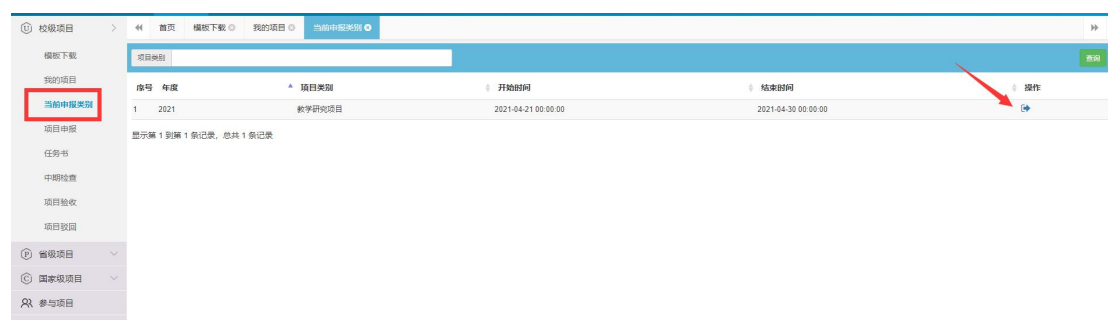 校级项目
首页 模板下载 我的项目 当前申报类别
模板下载
我的项目
当前申报类别
项目申报
任务书
中期检查
项目验收
项目驳回
省级项目
国家级项目
参与项目
项目类别
查询
序号 年度 项目类别 开始时间 结束时间 操作
1 2021 教学研究项目 2021-04-21 00:00:00 2021-04-30 00:00:00
显示第 1 到第 1 条记录，总共 1 条记录